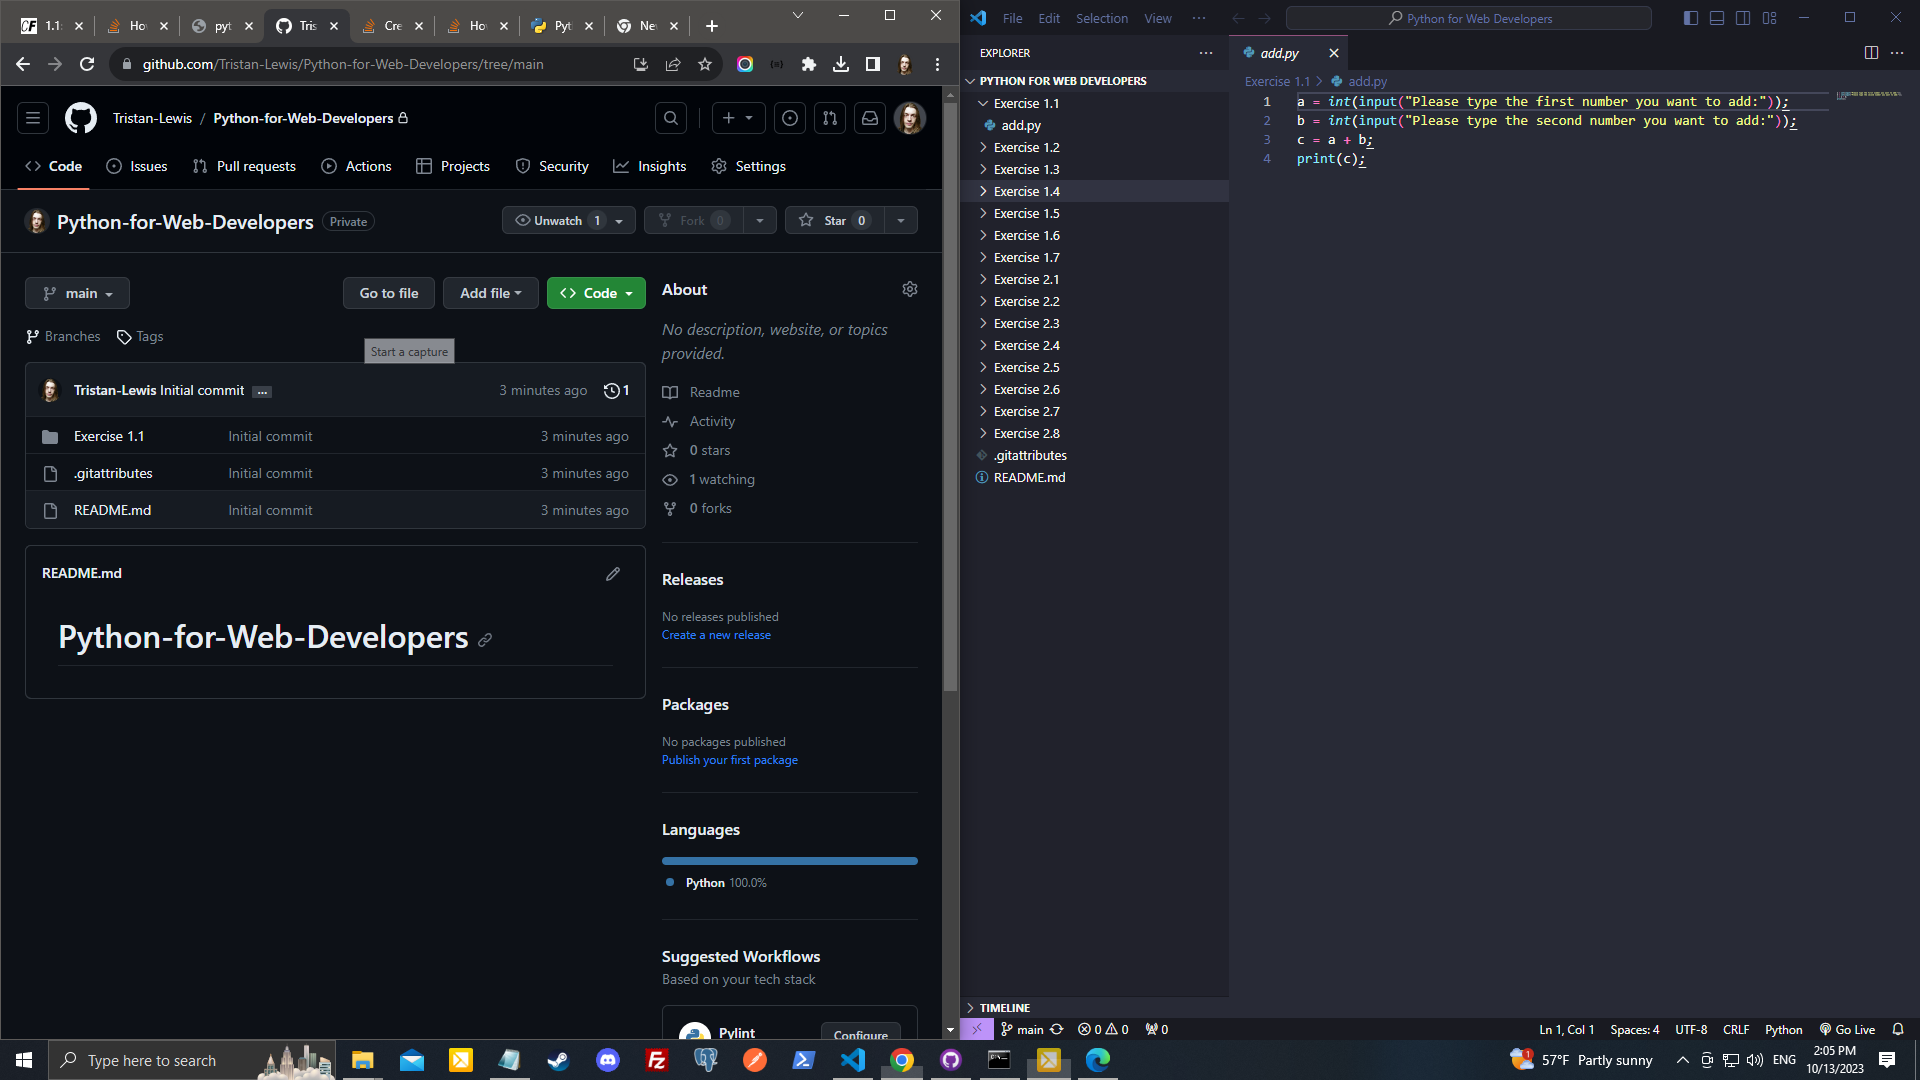 1.1:
Ho
pyt
Tris
Cre
Ho
Pyt
Ne
github.com/Tristan-Lewis/Python-for-Web-Developers/tree/main
Tristan-Lewis / Python-for-Web-Developers
Code
Issues
Pull requests
Actions
Projects
Security
Insights
Settings
Python-for-Web-Developers
Private
Unwatch 1
Fork 0
Star 0
main
Go to file
Add file
Code
Branches
Tags
Start a capture
Tristan-Lewis Initial commit ...
3 minutes ago
1
Exercise 1.1
Initial commit
3 minutes ago
.gitattributes
Initial commit
3 minutes ago
README.md
Initial commit
3 minutes ago
README.md
Python-for-Web-Developers
About
No description, website, or topics
provided.
Readme
Activity
0 stars
1 watching
0 forks
Releases
No releases published
Create a new release
Packages
No packages published
Publish your first package
Languages
Python 100.0%
Suggested Workflows
Based on your tech stack
Pylint
Configure
File
Edit
Selection
View
Python for Web Developers
EXPLORER
PYTHON FOR WEB DEVELOPERS
Exercise 1.1
add.py
Exercise 1.2
Exercise 1.3
Exercise 1.4
Exercise 1.5
Exercise 1.6
Exercise 1.7
Exercise 2.1
Exercise 2.2
Exercise 2.3
Exercise 2.4
Exercise 2.5
Exercise 2.6
Exercise 2.7
Exercise 2.8
.gitattributes
README.md
TIMELINE
add.py
Exercise 1.1 > add.py
1 a = int(input("Please type the first number you want to add:"));
2 b = int(input("Please type the second number you want to add:"));
3 c = a + b;
4 print(c);
main
0
0
0
Ln 1, Col 1
Spaces: 4
UTF-8
CRLF
Python
Go Live
Type here to search
1
57°F Partly sunny
ENG
2:05 PM
10/13/2023